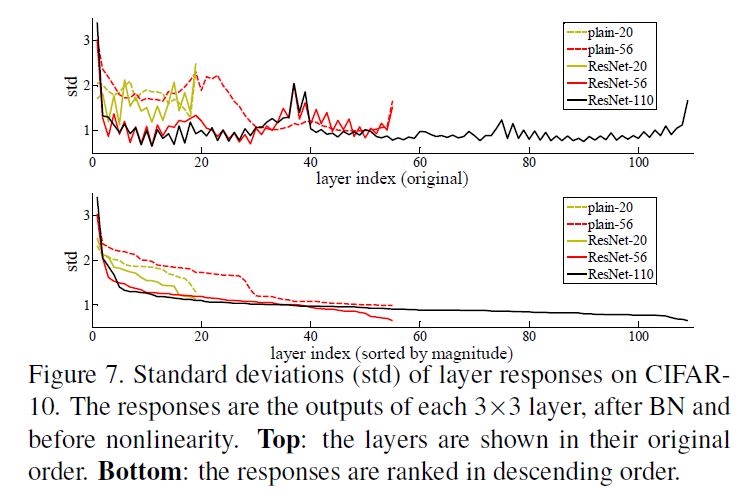 3
2
1
std
plain-20
plain-56
ResNet-20
ResNet-56
ResNet-110
0 20 40 60 80 100
layer index (original)
3
2
1
std
plain-20
plain-56
ResNet-20
ResNet-56
ResNet-110
0 20 40 60 80 100
layer index (sorted by magnitude)
Figure 7. Standard deviations (std) of layer responses on CIFAR-
10. The responses are the outputs of each 3×3 layer, after BN and
before nonlinearity. Top: the layers are shown in their original
order. Bottom: the responses are ranked in descending order.